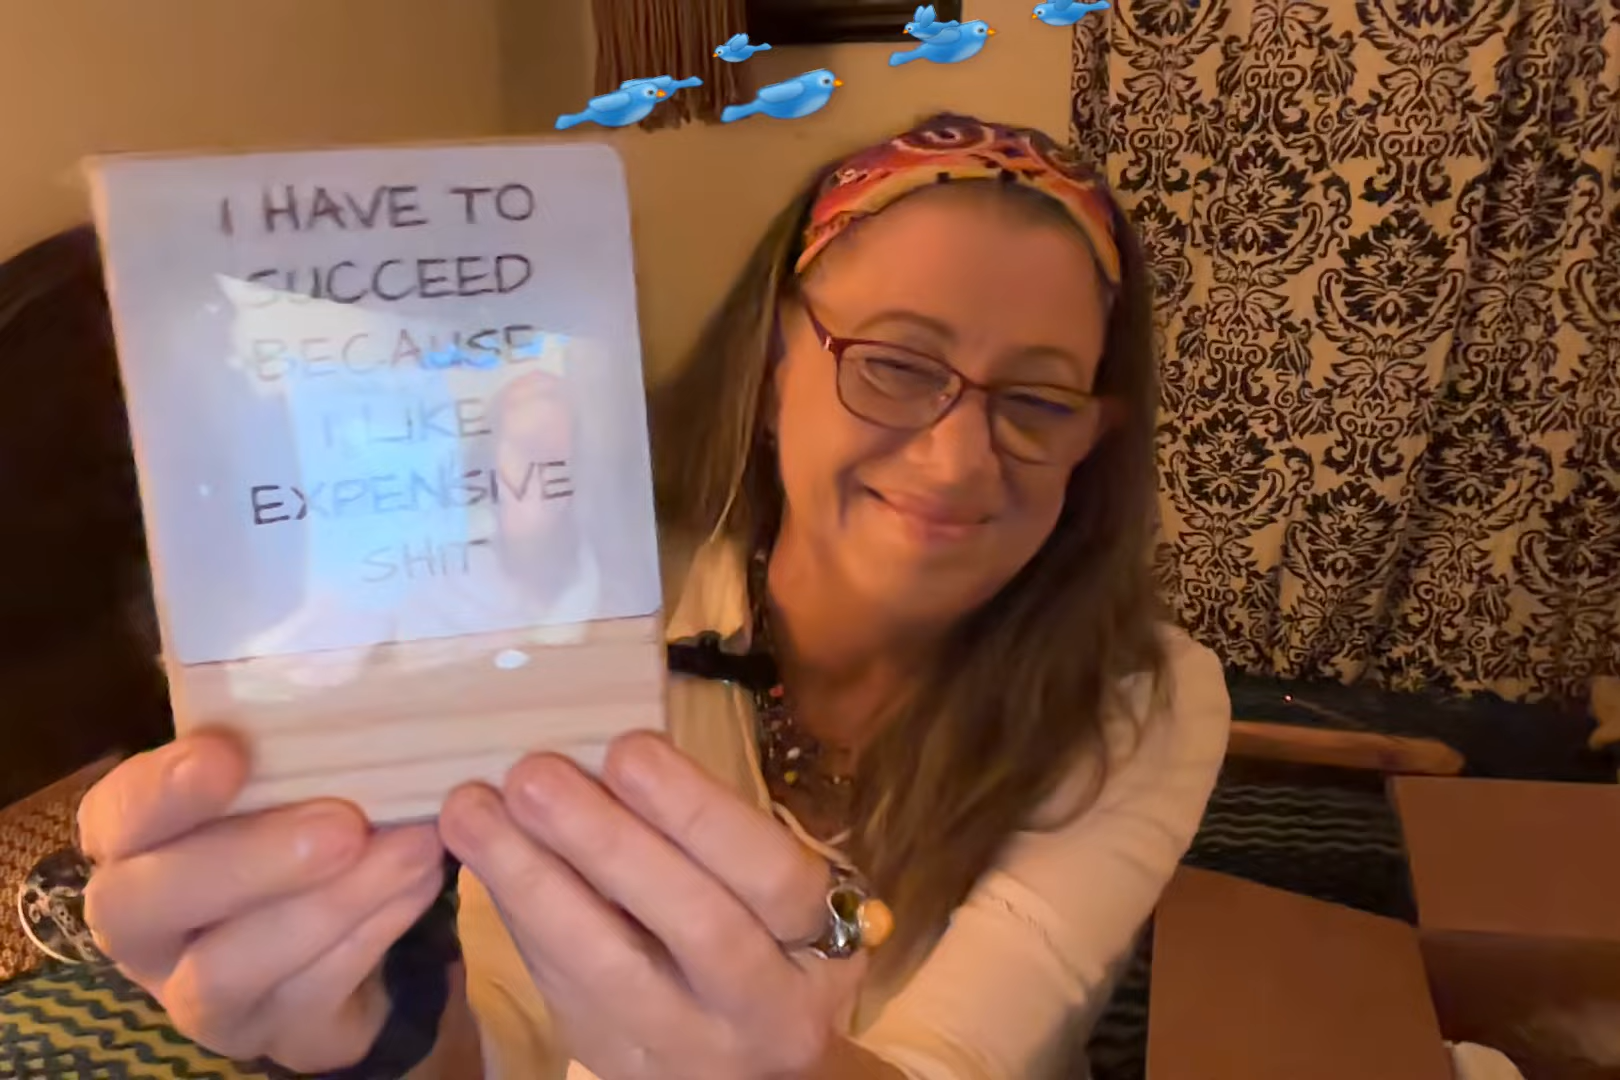 I HAVE TO
SUCCEED
BECAUSE
I LIKE
EXPENSIVE
SHIT